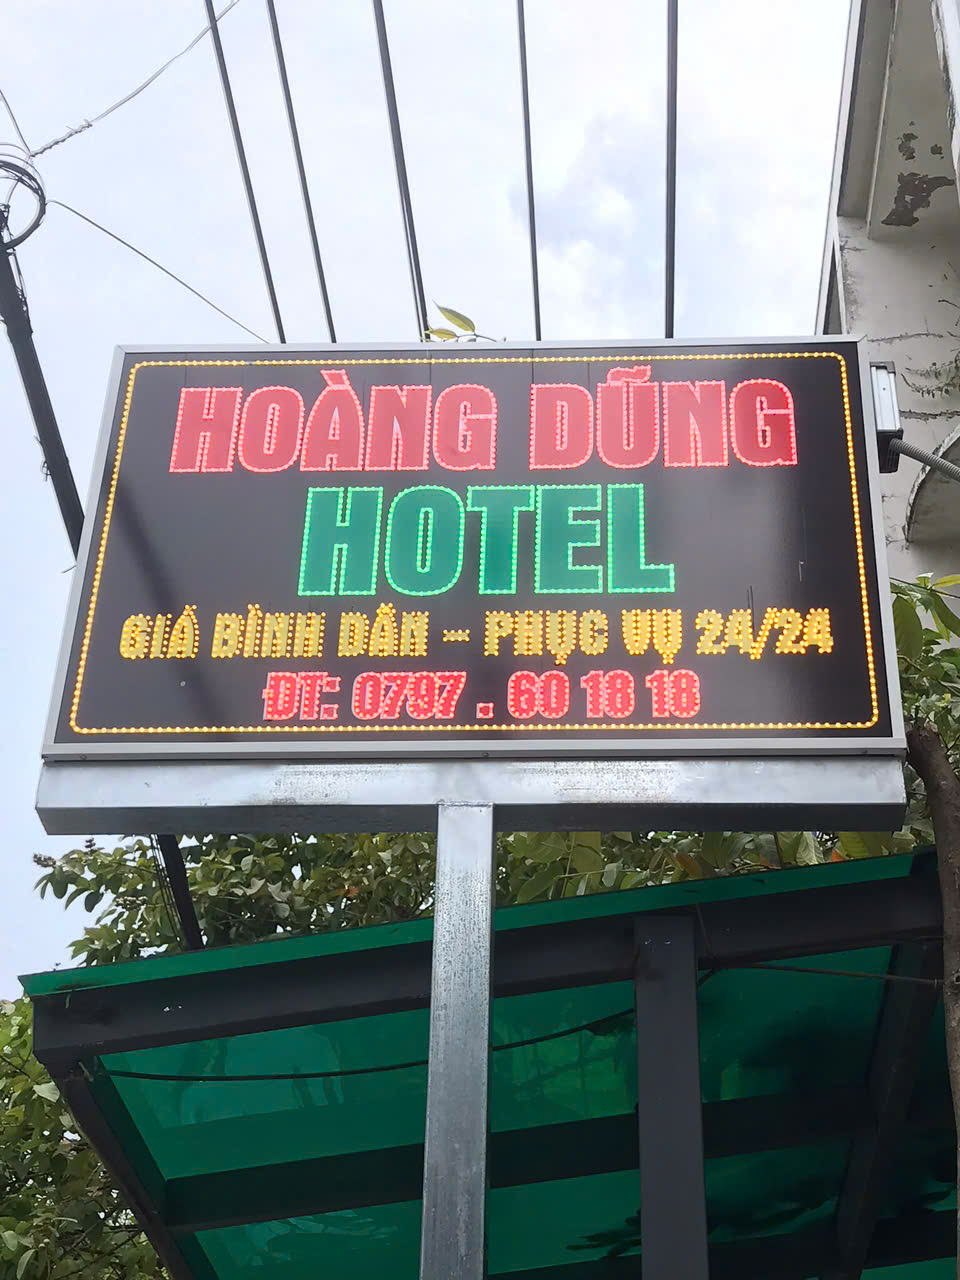 HOÀNG DŨNG
HOTEL
GIÁ BÌNH DÂN - PHỤC VỤ 24/24
ĐT: 0797 . 60 18 18